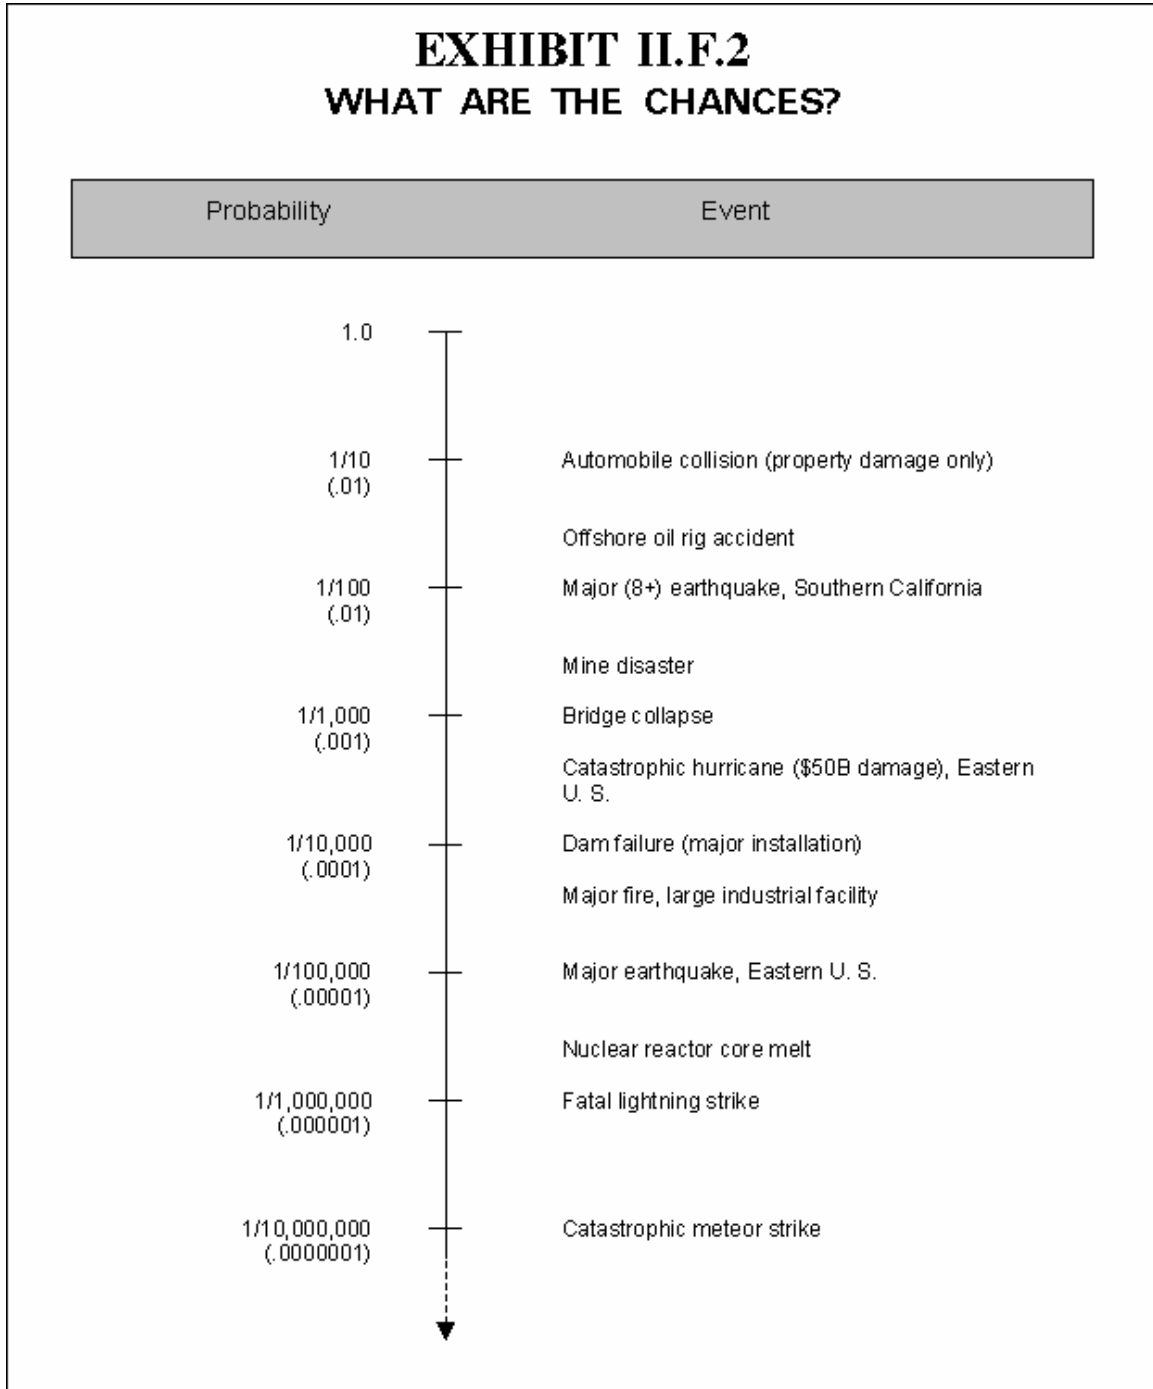 EXHIBIT II.F.2
WHAT ARE THE CHANCES?
Probability Event
1.0
1/10 Automobile collision (property damage only)
(.01)
Offshore oil rig accident
1/100 Major (8+) earthquake, Southern California
(.01)
Mine disaster
1/1,000 Bridge collapse
(.001)
Catastrophic hurricane ($50B damage), Eastern
U. S.
1/10,000 Dam failure (major installation)
(.0001)
Major fire, large industrial facility
1/100,000 Major earthquake, Eastern U. S.
(.00001)
Nuclear reactor core melt
1/1,000,000 Fatal lightning strike
(.000001)
1/10,000,000 Catastrophic meteor strike
(.0000001)